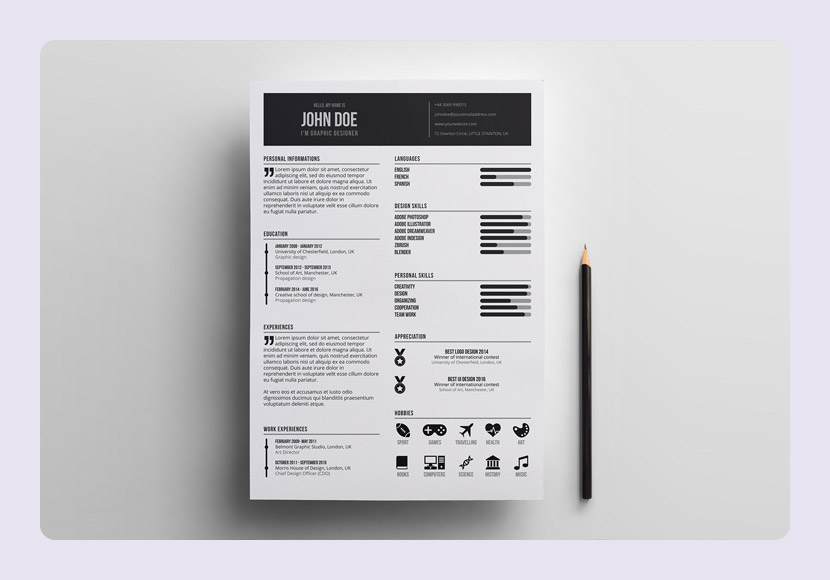 HELLO, MY NAME IS
JOHN DOE
I'M GRAPHIC DESIGNER
+44 3069 990013
johndoe@youremailaddress.com
www.yourwebsite.com
72 Overton Circle, LITTLE STAINTON, UK
PERSONAL INFORMATIONS
Lorem ipsum dolor sit amet, consectetur
adipiscing elit, sed do eiusmod tempor
incididunt ut labore et dolore magna aliqua. Ut
enim ad minim veniam, quis nostrud exercitation
ullamco laboris nisi ut aliquip ex ea commodo
consequat. Duis aute irure dolor in
reprehenderit in voluptate velit esse cillum dolore
eu fugiat nulla pariatur.
EDUCATION
JANUARY 2008 - JANUARY 2012
University of Chesterfield, London, UK
Graphic design
SEPTEMBER 2012 - SEPTEMBER 2013
School of Art, Manchester, UK
Propagation design
FEBRUARY 2014 - JUNE 2016
Creative school of design, Manchester, UK
Propagation design
EXPERIENCES
Lorem ipsum dolor sit amet, consectetur
adipiscing elit, sed do eiusmod tempor
incididunt ut labore et dolore magna aliqua. Ut
enim ad minim veniam, quis nostrud exercitation
ullamco laboris nisi ut aliquip ex ea commodo
consequat. Duis aute irure dolor in
reprehenderit in voluptate velit esse cillum dolore
eu fugiat nulla pariatur.
At vero eos et accusamus et iusto odio
dignissimos ducimus qui blanditiis praesentium
voluptatum deleniti atque.
WORK EXPERIENCES
FEBRUARY 2009 - MAY 2011
Belmont Graphic Studio, London, UK
Art Director
OCTOBER 2011 - SEPTEMBER 2016
Morris House of Design, London, UK
Chief Design Officer (CDO)
LANGUAGES
ENGLISH
FRENCH
SPANISH
DESIGN SKILLS
ADOBE PHOTOSHOP
ADOBE ILLUSTRATOR
ADOBE DREAMWEAVER
ADOBE INDESIGN
ZBRUSH
BLENDER
PERSONAL SKILLS
CREATIVITY
DESIGN
ORGANIZING
COOPERATION
TEAM WORK
APPRECIATION
BEST LOGO DESIGN 2014
Winner of international contest
University of Chesterfield, London, UK
BEST UI DESIGN 2016
Winner of international contest
School of Art, Manchester, UK
HOBBIES
SPORT GAMES TRAVELLING HEALTH ART
BOOKS COMPUTERS SCIENCE HISTORY MUSIC